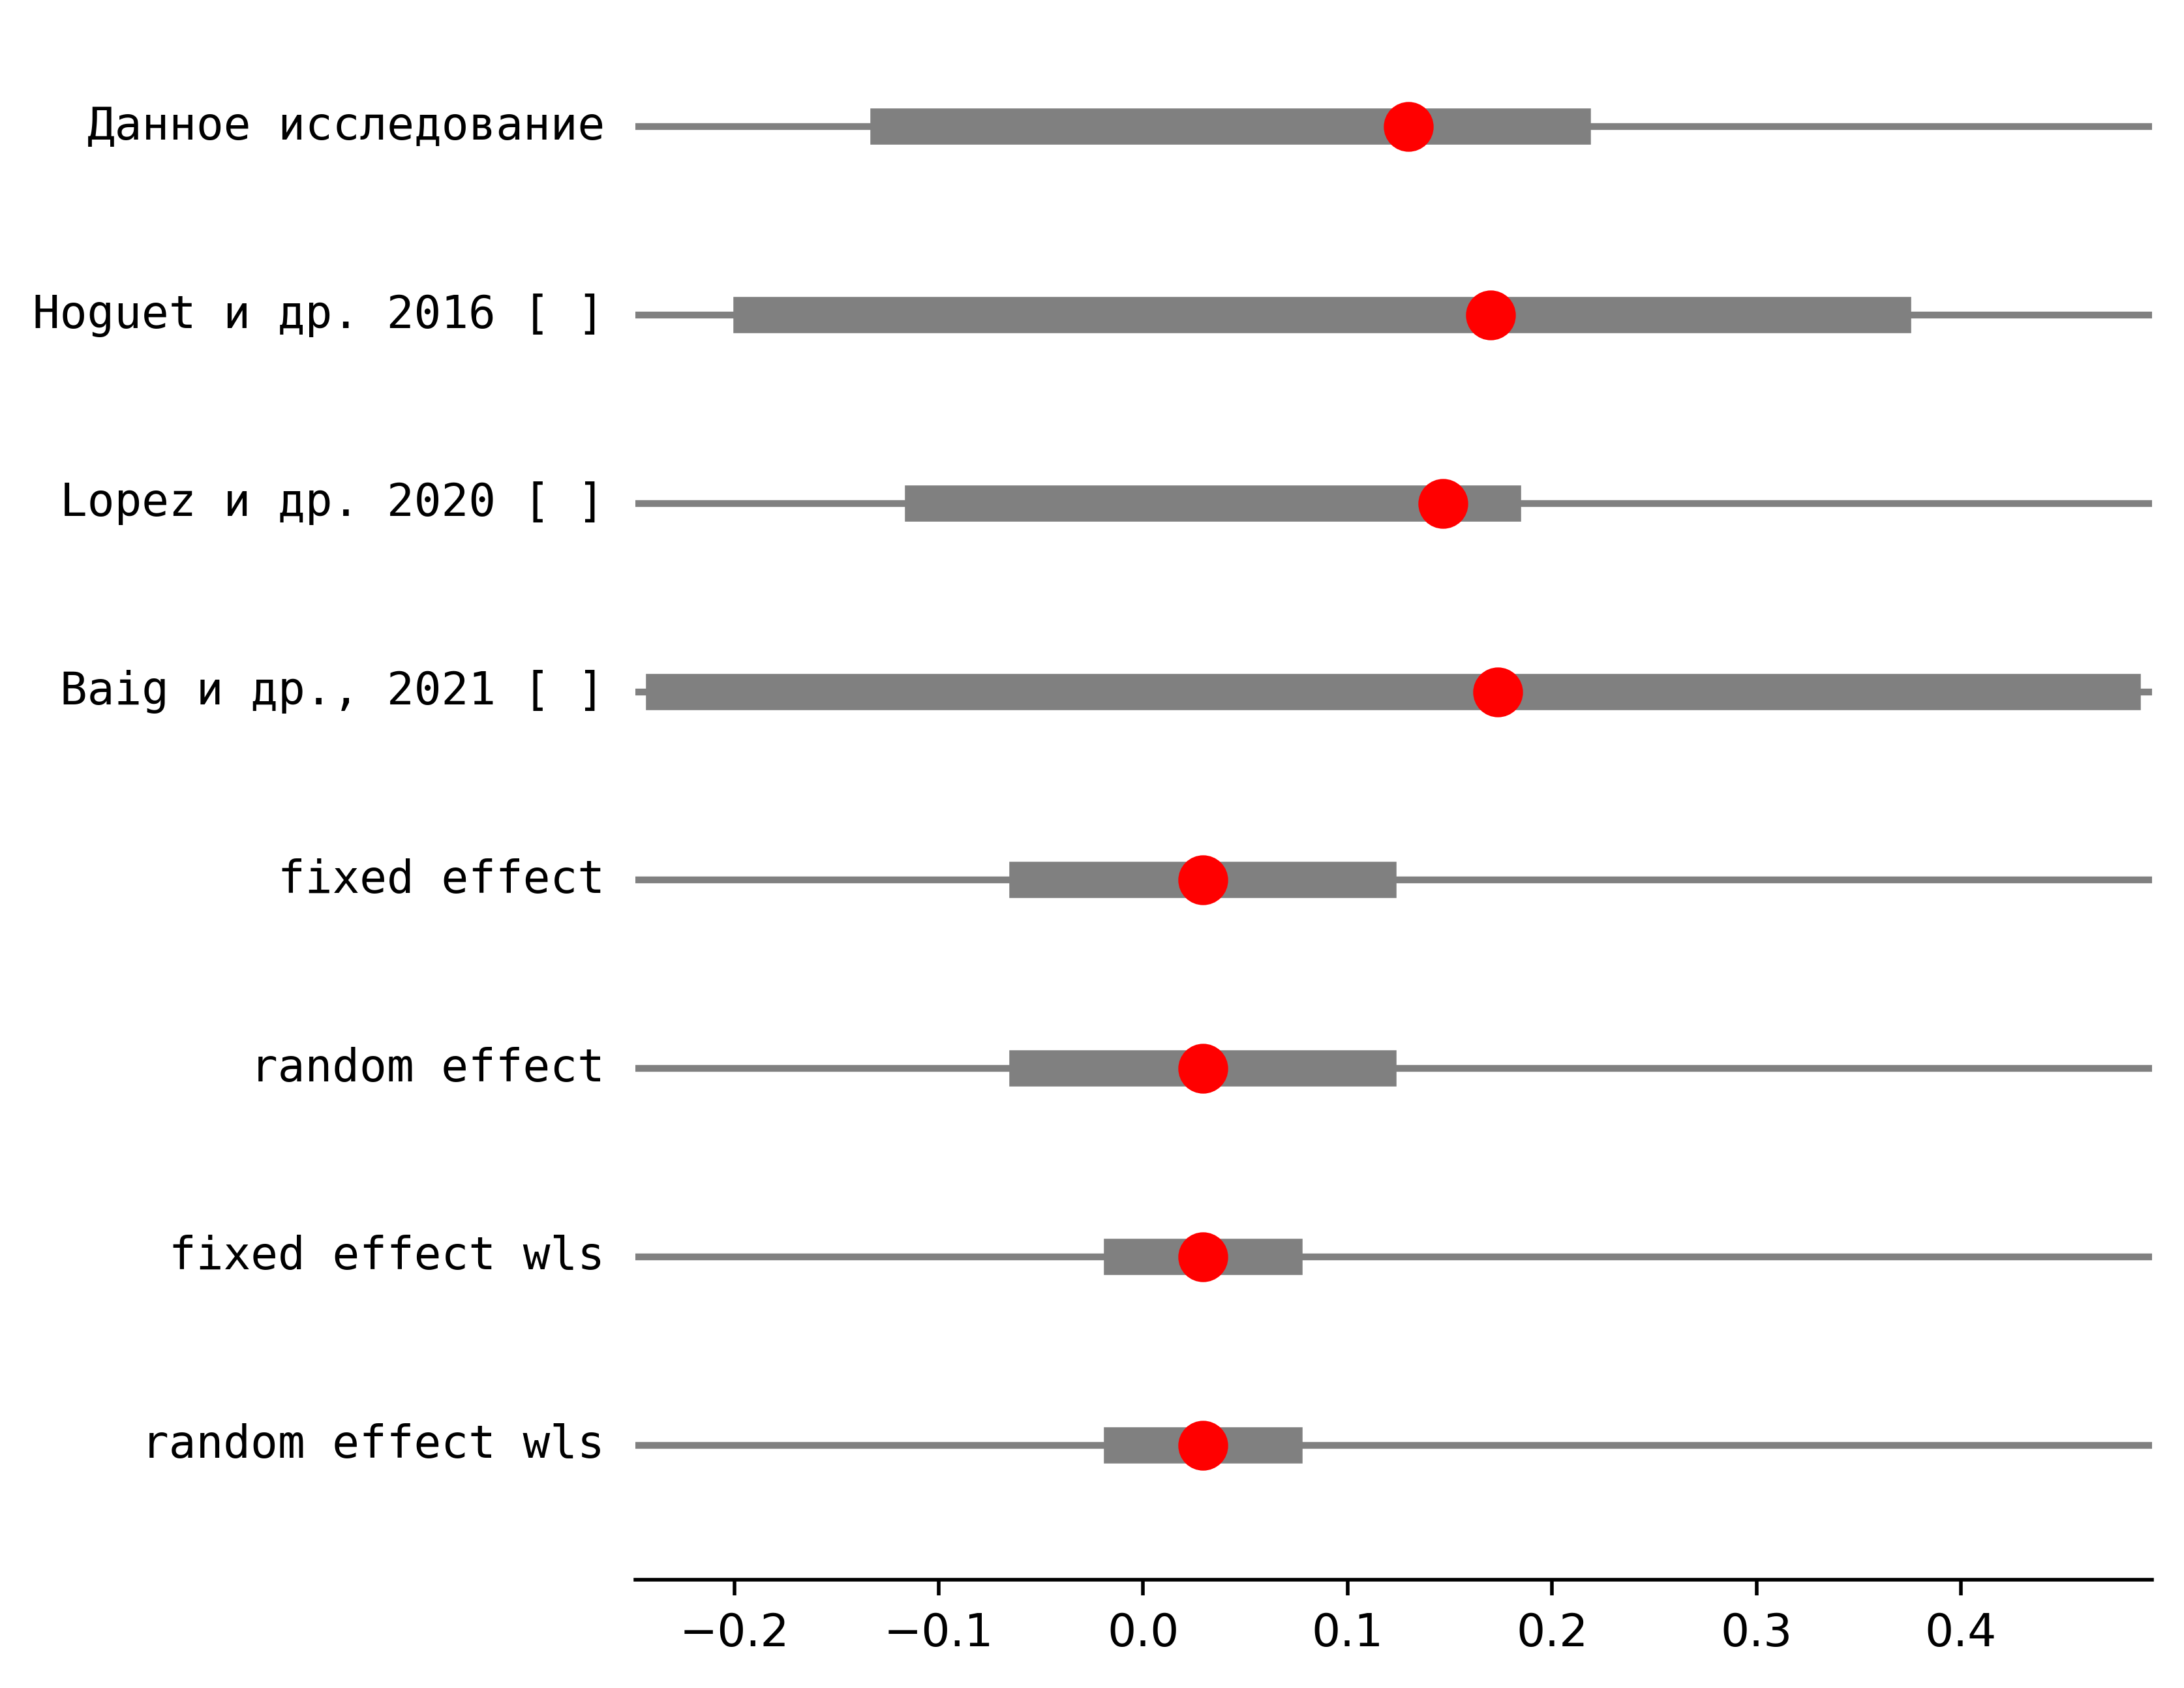 Данное исследование
Hoguet и др. 2016 [ ]
Lopez и др. 2020 [ ]
Baig и др., 2021 [ ]
fixed effect
random effect
fixed effect wls
random effect wls
−0.2 −0.1 0.0 0.1 0.2 0.3 0.4